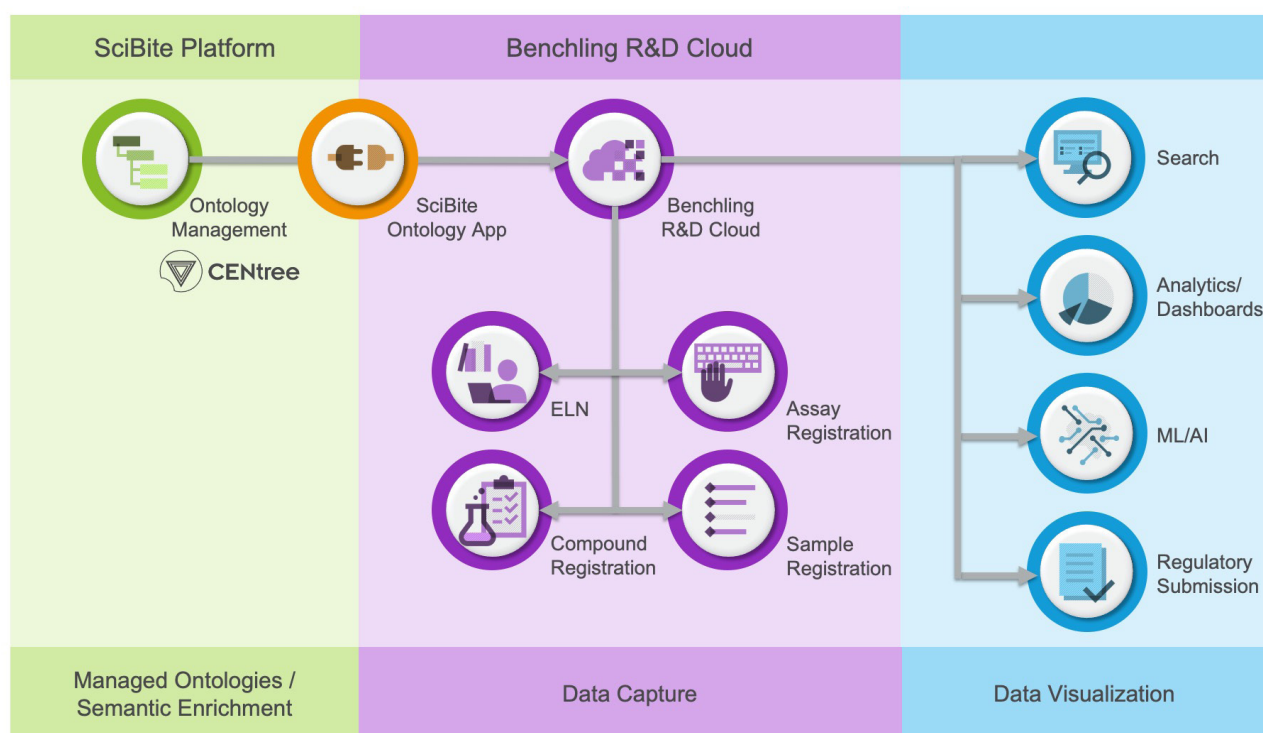 SciBite Platform
Benchling R&D Cloud
Ontology
Management
CENtree
SciBite
Ontology App
Benchling
R&D Cloud
Search
Analytics/
Dashboards
ELN
Assay
Registration
ML/AI
Compound
Registration
Sample
Registration
Regulatory
Submission
Managed Ontologies /
Semantic Enrichment
Data Capture
Data Visualization